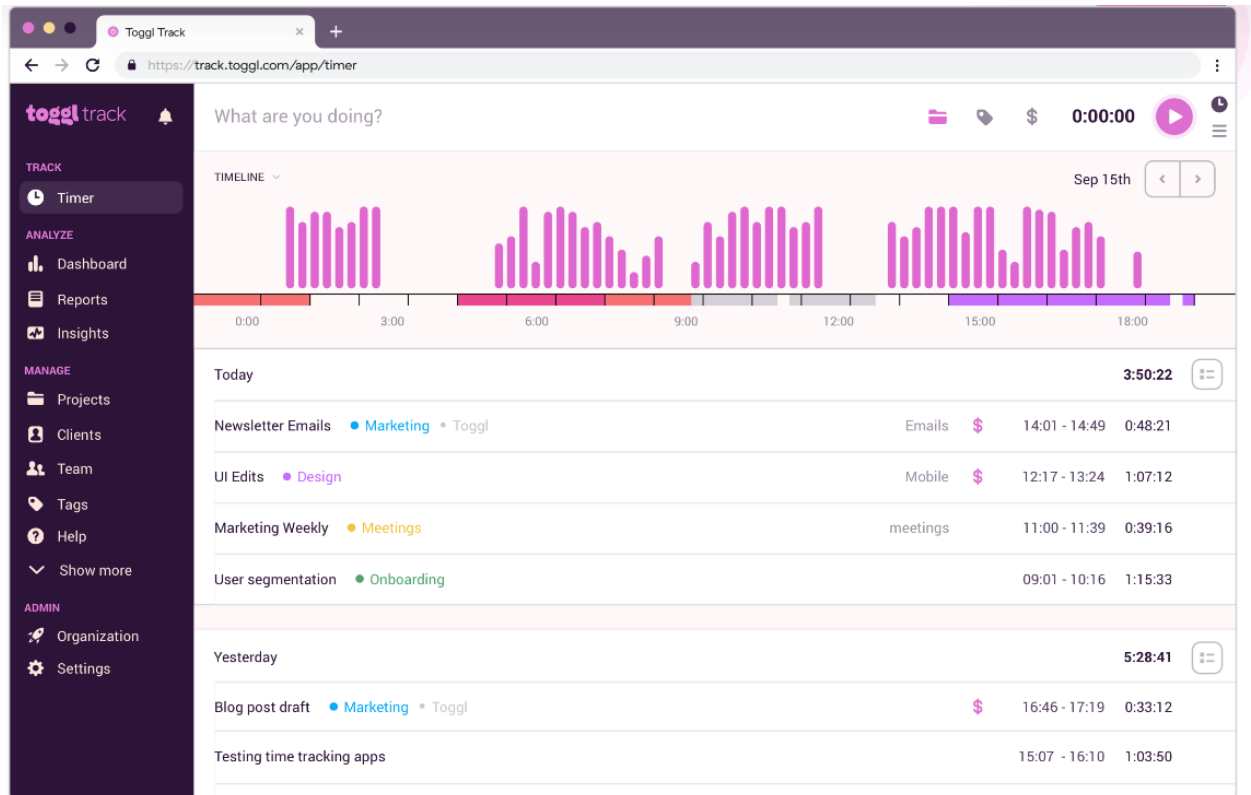 Toggl Track
https://track.toggl.com/app/timer
toggl track
TRACK
Timer
ANALYZE
Dashboard
Reports
Insights
MANAGE
Projects
Clients
Team
Tags
Help
Show more
ADMIN
Organization
Settings
What are you doing?
$ 0:00:00
TIMELINE
Sep 15th
0:00 3:00 6:00 9:00 12:00 15:00 18:00
Today 3:50:22
Newsletter Emails Marketing Toggl Emails $ 14:01 - 14:49 0:48:21
UI Edits Design Mobile $ 12:17 - 13:24 1:07:12
Marketing Weekly Meetings meetings 11:00 - 11:39 0:39:16
User segmentation Onboarding 09:01 - 10:16 1:15:33
Yesterday 5:28:41
Blog post draft Marketing Toggl $ 16:46 - 17:19 0:33:12
Testing time tracking apps 15:07 - 16:10 1:03:50